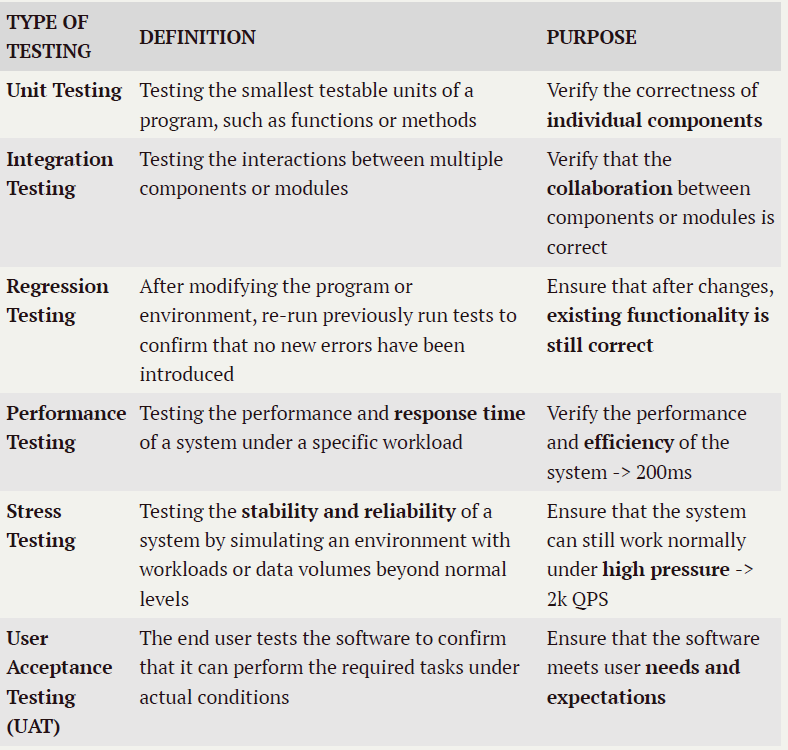 TYPE OF
TESTING
DEFINITION
PURPOSE
Unit Testing
Testing the smallest testable units of a
program, such as functions or methods
Verify the correctness of
individual components
Integration
Testing
Testing the interactions between multiple
components or modules
Verify that the
collaboration between
components or modules is
correct
Regression
Testing
After modifying the program or
environment, re-run previously run tests to
confirm that no new errors have been
introduced
Ensure that after changes,
existing functionality is
still correct
Performance
Testing
Testing the performance and response time
of a system under a specific workload
Verify the performance
and efficiency of the
system -> 200ms
Stress
Testing
Testing the stability and reliability of a
system by simulating an environment with
workloads or data volumes beyond normal
levels
Ensure that the system
can still work normally
under high pressure ->
2k QPS
User
Acceptance
Testing
(UAT)
The end user tests the software to confirm
that it can perform the required tasks under
actual conditions
Ensure that the software
meets user needs and
expectations